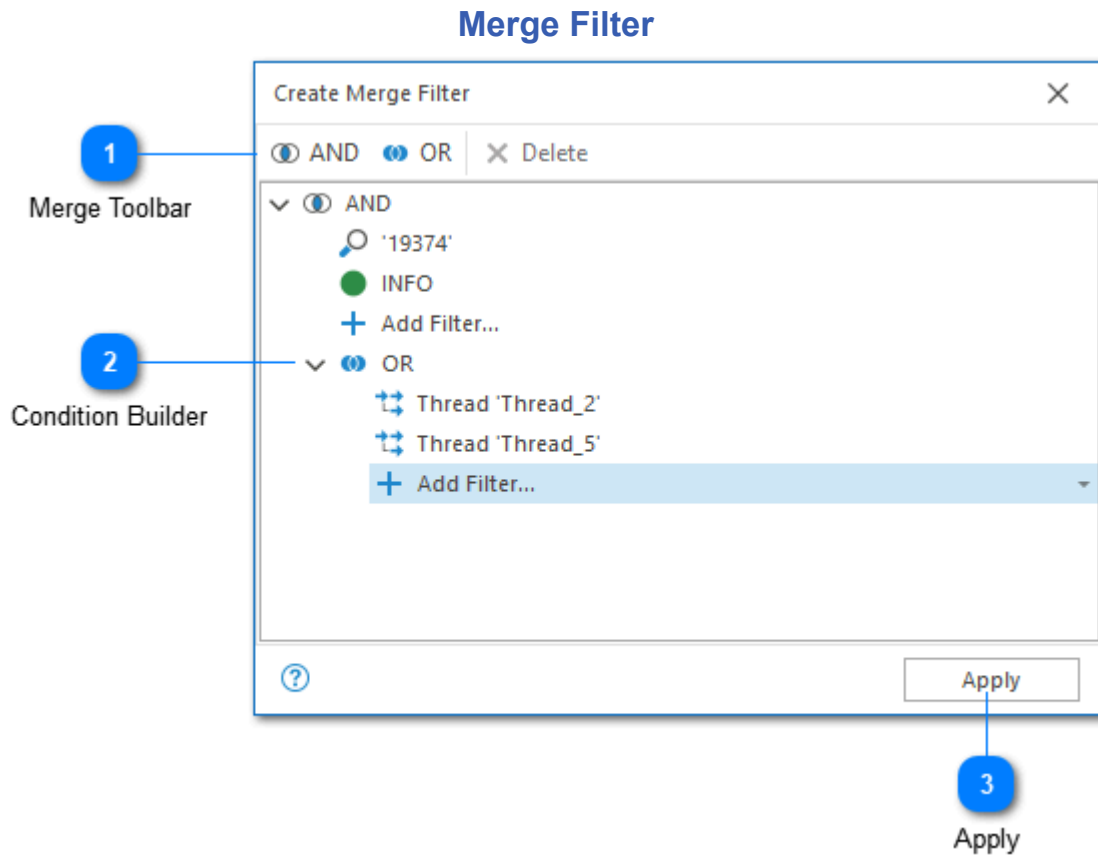 Merge Filter
Create Merge Filter
1
AND OR Delete
Merge Toolbar
AND
'19374'
INFO
Add Filter...
2
OR
Condition Builder
Thread 'Thread_2'
Thread 'Thread_5'
Add Filter...
?
Apply
3
Apply